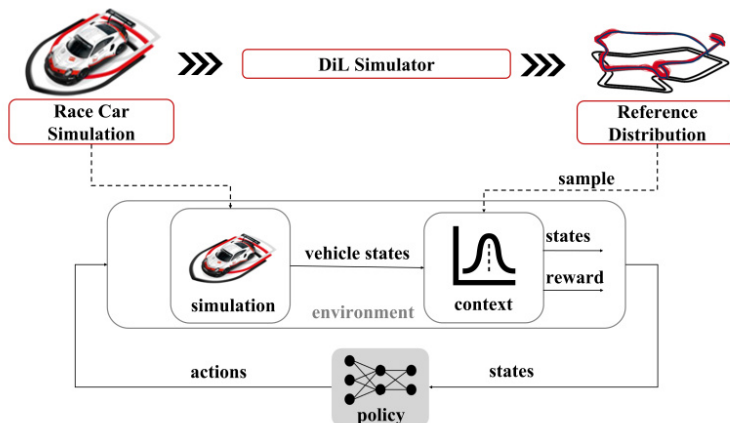 DiL Simulator
Race Car
Simulation
Reference
Distribution
sample
vehicle states
states
reward
simulation
context
environment
actions
states
policy